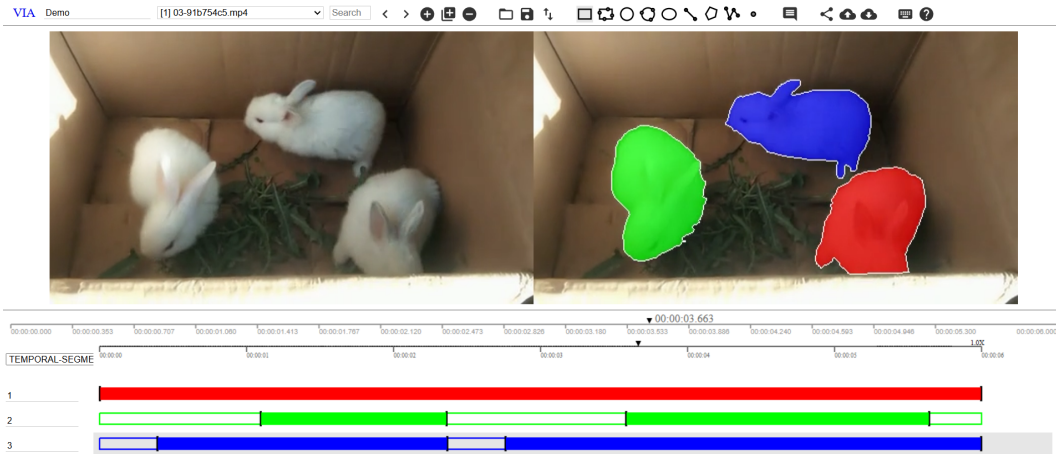 VIA Demo [1] 03-91b754c5.mp4 Search
00:00:03.663
00:00:00.000 00:00:00.353 00:00:00.707 00:00:01.060 00:00:01.413 00:00:01.767 00:00:02.120 00:00:02.473 00:00:02.826 00:00:03.180 00:00:03.533 00:00:03.886 00:00:04.240 00:00:04.593 00:00:04.946 00:00:05.300 00:00:06.000
1.0X
TEMPORAL-SEGME 00:00:00 00:00:01 00:00:02 00:00:03 00:00:04 00:00:05 00:00:06
1
2
3